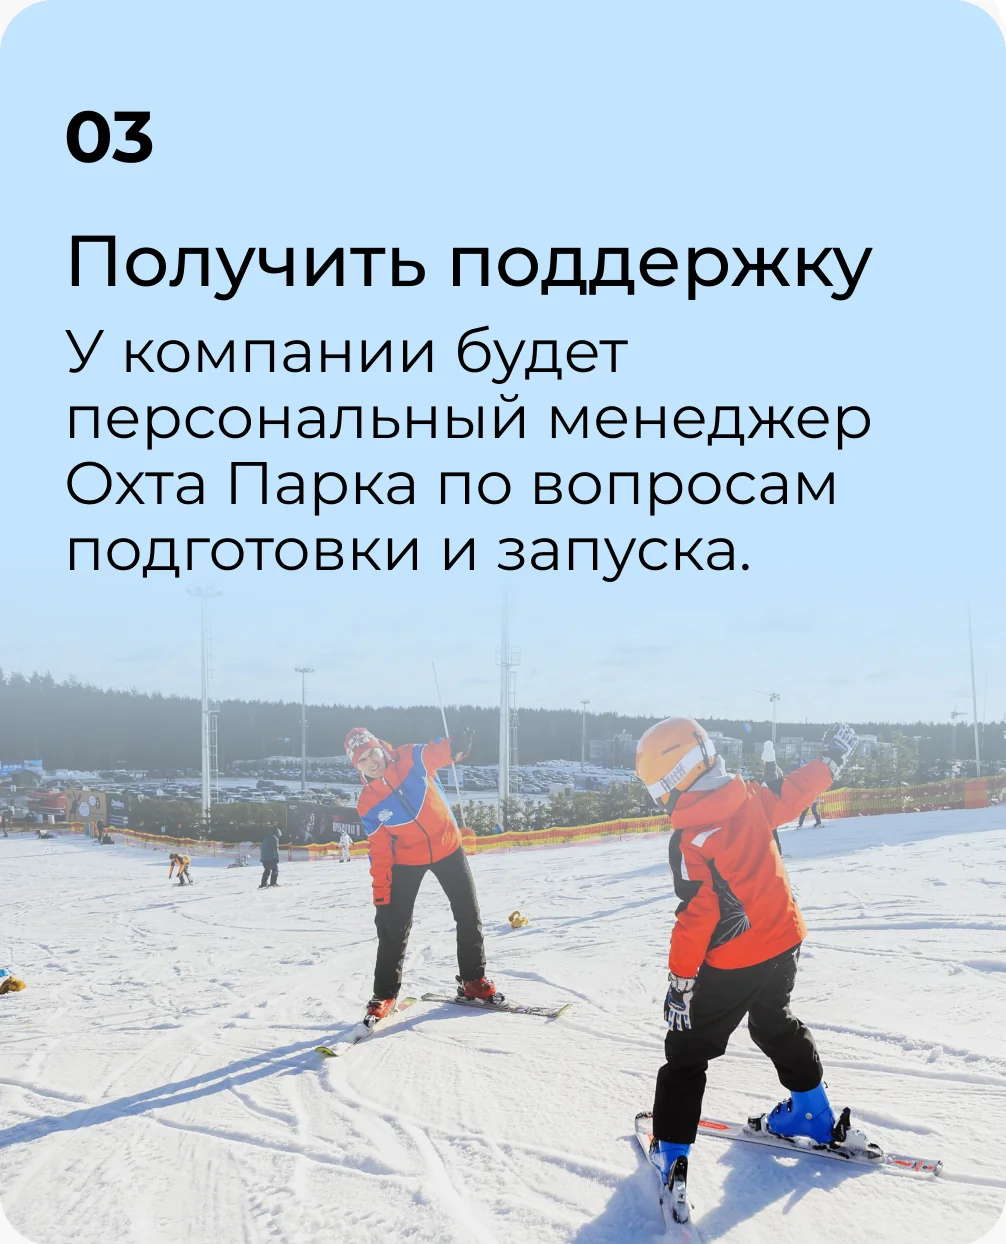 03
Получить поддержку
У компании будет
персональный менеджер
Охта Парка по вопросам
подготовки и запуска.